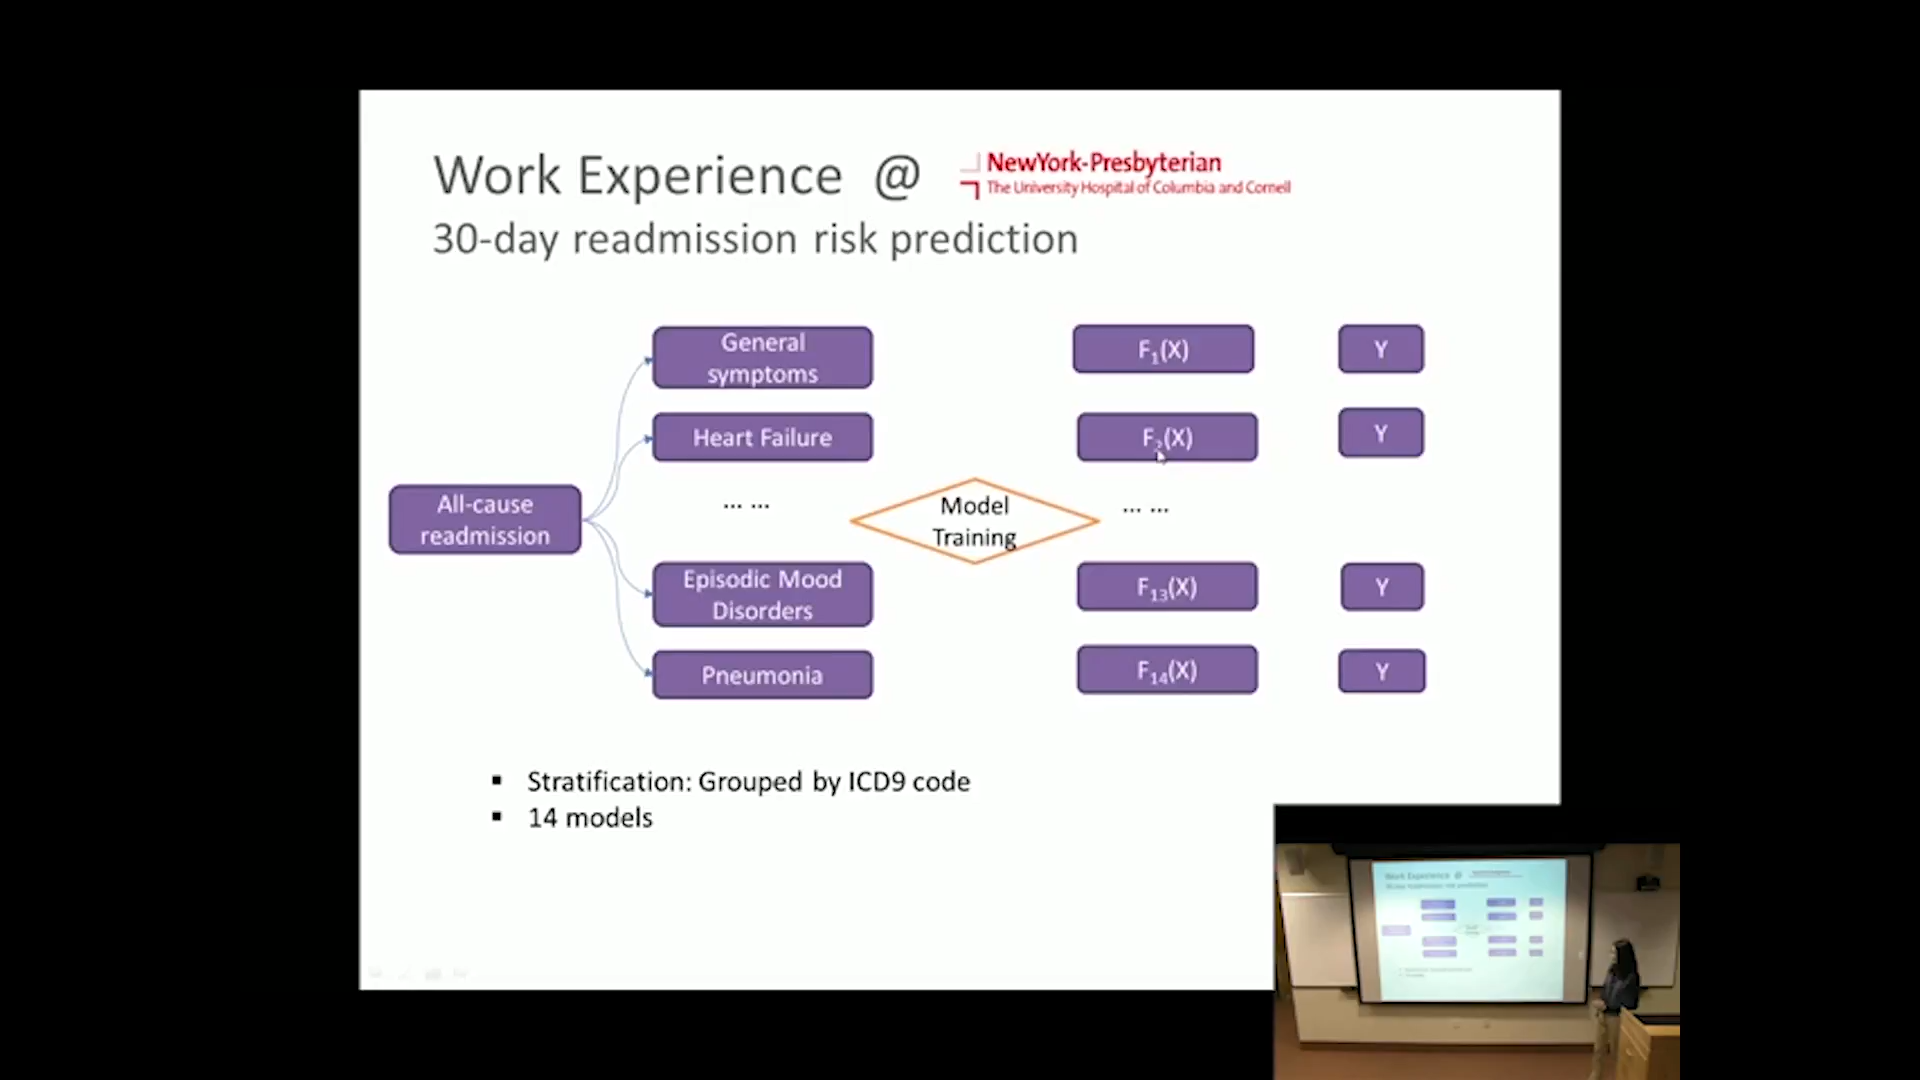 Work Experience @
NewYork-Presbyterian
The University Hospital of Columbia and Cornell
30-day readmission risk prediction
General
symptoms
F1(X)
Y
Heart Failure
F2(X)
Y
All-cause
readmission
... ...
Model
Training
... ...
Episodic Mood
Disorders
F13(X)
Y
Pneumonia
F14(X)
Y
▪ Stratification: Grouped by ICD9 code
▪ 14 models
Work Experience @